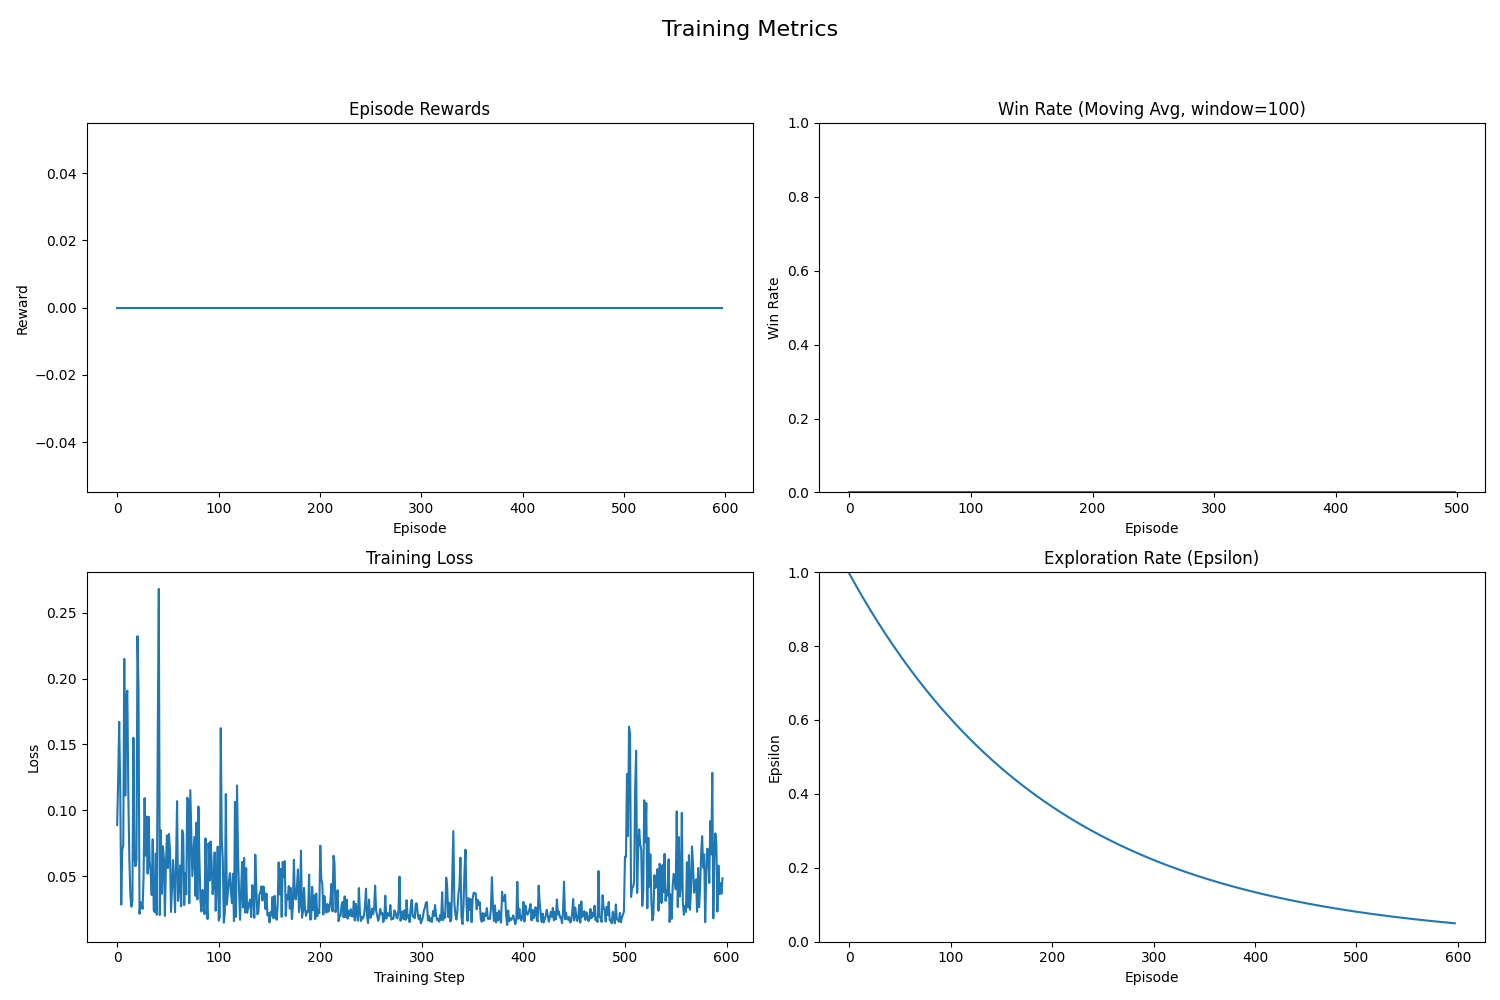 Training Metrics
Episode Rewards
0.04
0.02
0.00
−0.02
−0.04
Reward
0 100 200 300 400 500 600
Episode
Win Rate (Moving Avg, window=100)
1.0
0.8
0.6
0.4
0.2
0.0
Win Rate
0 100 200 300 400 500
Episode
Training Loss
0.25
0.20
0.15
0.10
0.05
Loss
0 100 200 300 400 500 600
Training Step
Exploration Rate (Epsilon)
1.0
0.8
0.6
0.4
0.2
0.0
Epsilon
0 100 200 300 400 500 600
Episode